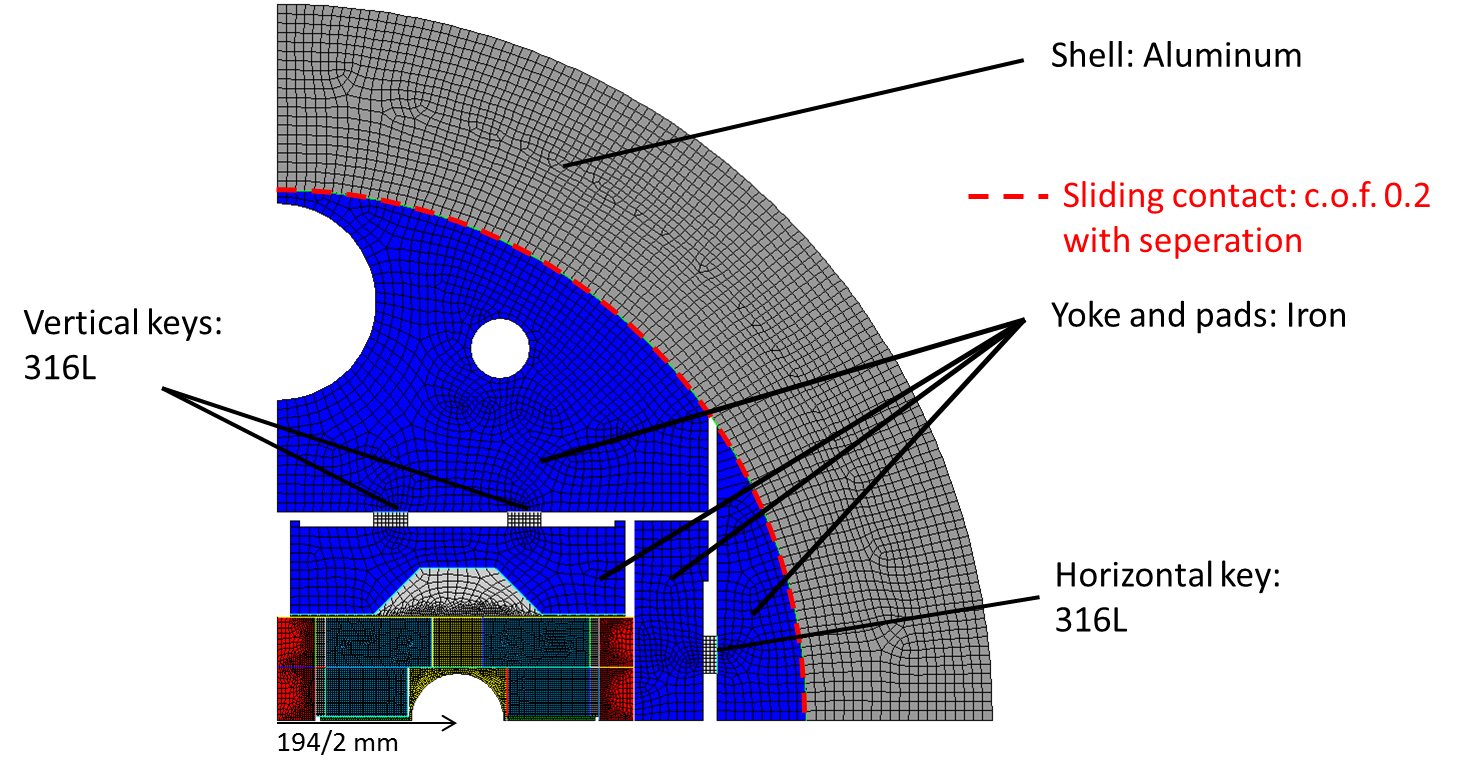 Shell: Aluminum
Sliding contact: c.o.f. 0.2
with seperation
Yoke and pads: Iron
Vertical keys:
316L
Horizontal key:
316L
194/2 mm